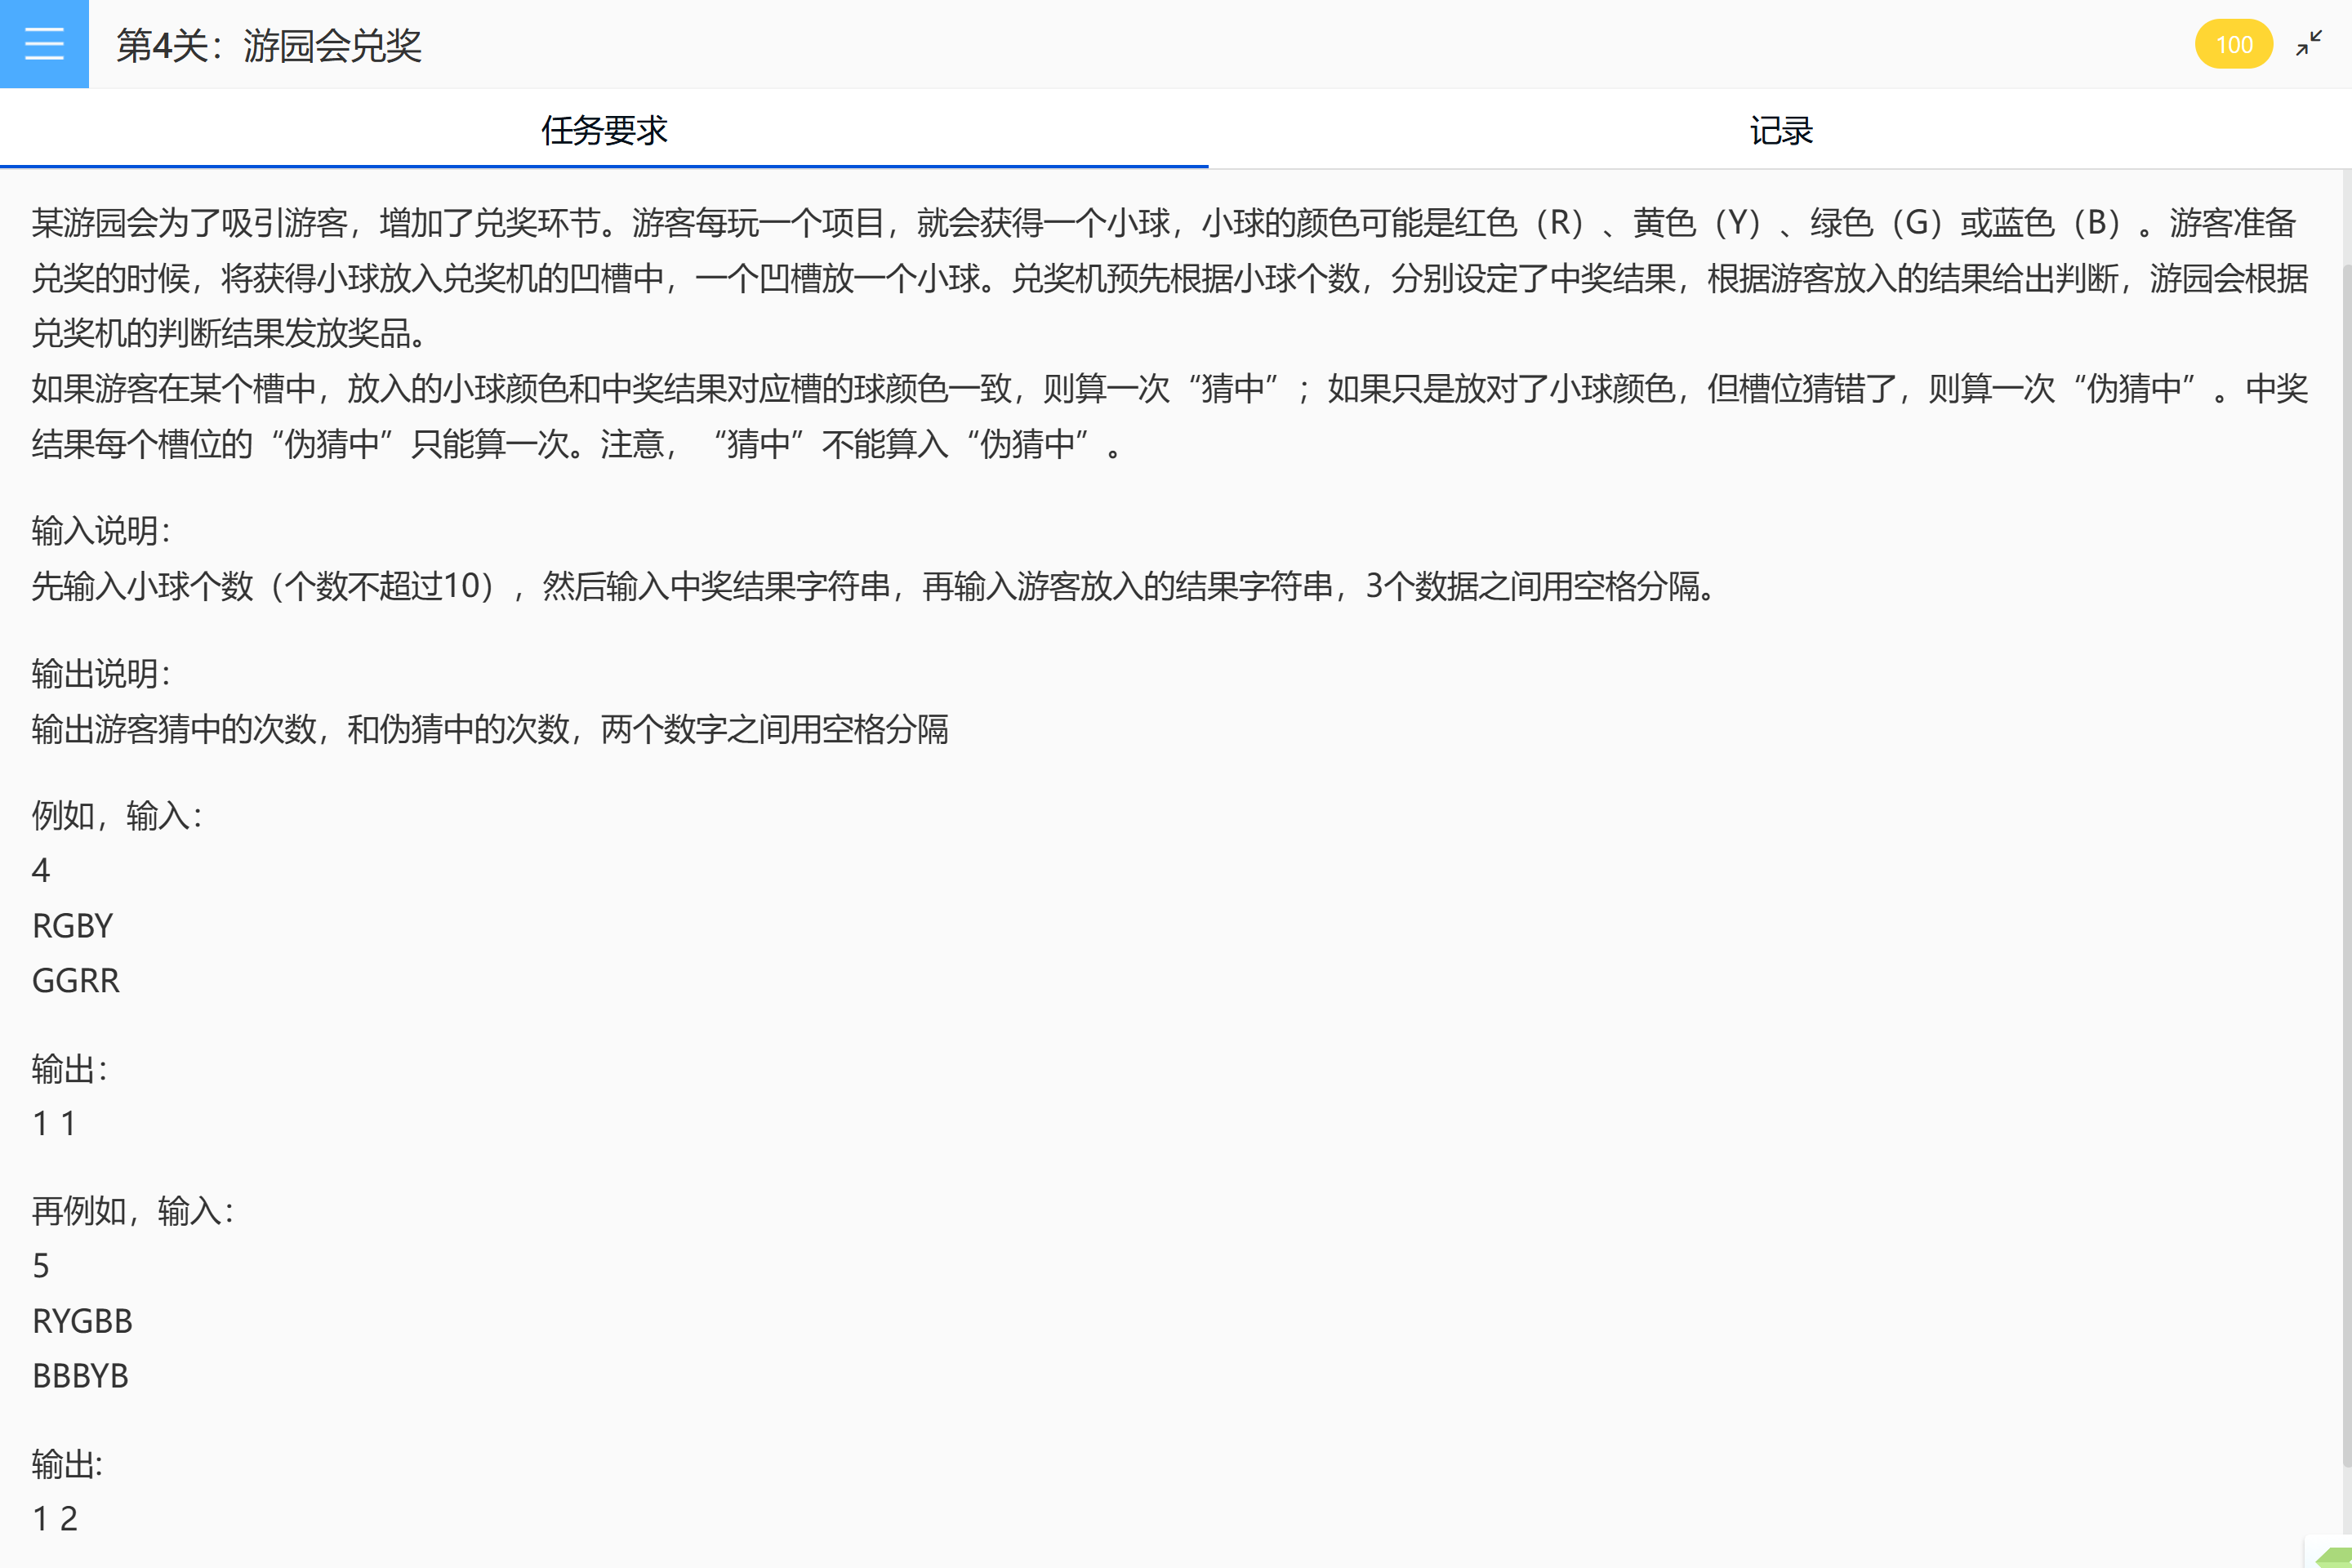 第4关：游园会兑奖
100
任务要求
记录
某游园会为了吸引游客，增加了兑奖环节。游客每玩一个项目，就会获得一个小球，小球的颜色可能是红色（R）、黄色（Y）、绿色（G）或蓝色（B）。游客准备
兑奖的时候，将获得小球放入兑奖机的凹槽中，一个凹槽放一个小球。兑奖机预先根据小球个数，分别设定了中奖结果，根据游客放入的结果给出判断，游园会根据
兑奖机的判断结果发放奖品。
如果游客在某个槽中，放入的小球颜色和中奖结果对应槽的球颜色一致，则算一次“猜中”；如果只是放对了小球颜色，但槽位猜错了，则算一次“伪猜中”。中奖
结果每个槽位的“伪猜中”只能算一次。注意，“猜中”不能算入“伪猜中”。
输入说明：
先输入小球个数（个数不超过10），然后输入中奖结果字符串，再输入游客放入的结果字符串，3个数据之间用空格分隔。
输出说明：
输出游客猜中的次数，和伪猜中的次数，两个数字之间用空格分隔
例如，输入：
4
RGBY
GGRR
输出：
1 1
再例如，输入：
5
RYGBB
BBBYB
输出:
1 2